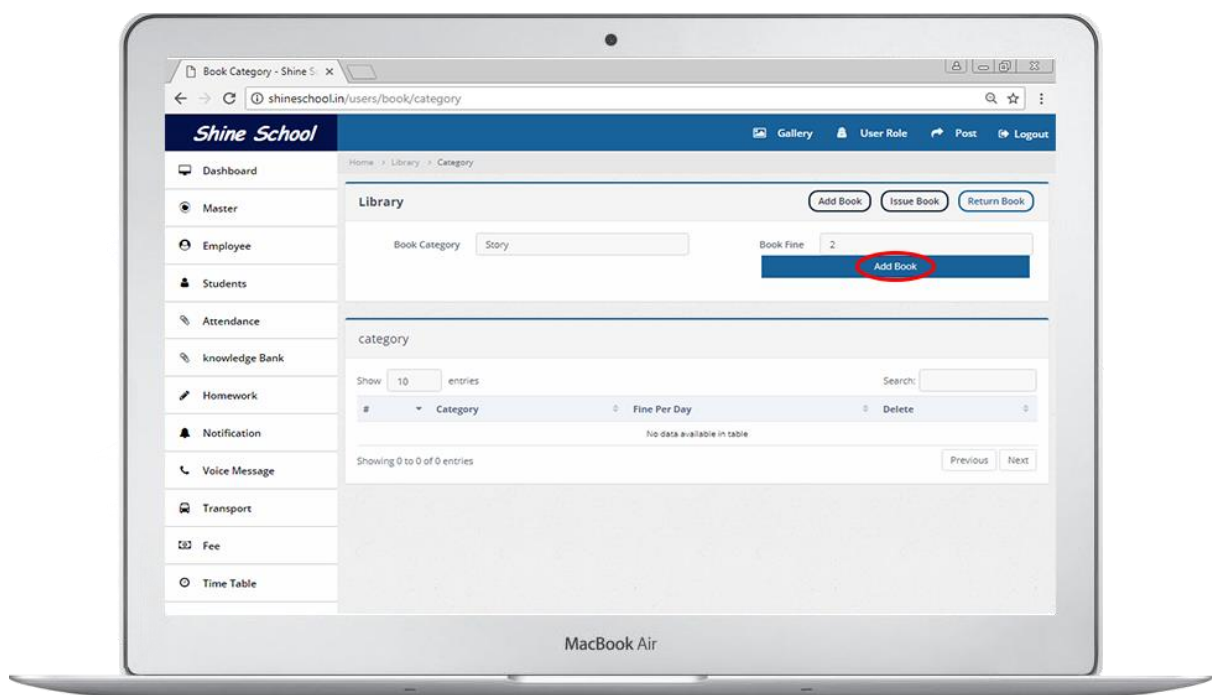 Book Category - Shine S
shineschool.in/users/book/category
Shine School
Gallery User Role Post Logout
Dashboard
Master
Employee
Students
Attendance
knowledge Bank
Homework
Notification
Voice Message
Transport
Fee
Time Table
Home > Library > Category
Library
Add Book Issue Book Return Book
Book Category Story Book Fine 2
Add Book
category
Show 10 entries Search:
# Category Fine Per Day Delete
No data available in table
Showing 0 to 0 of 0 entries Previous Next
MacBook Air